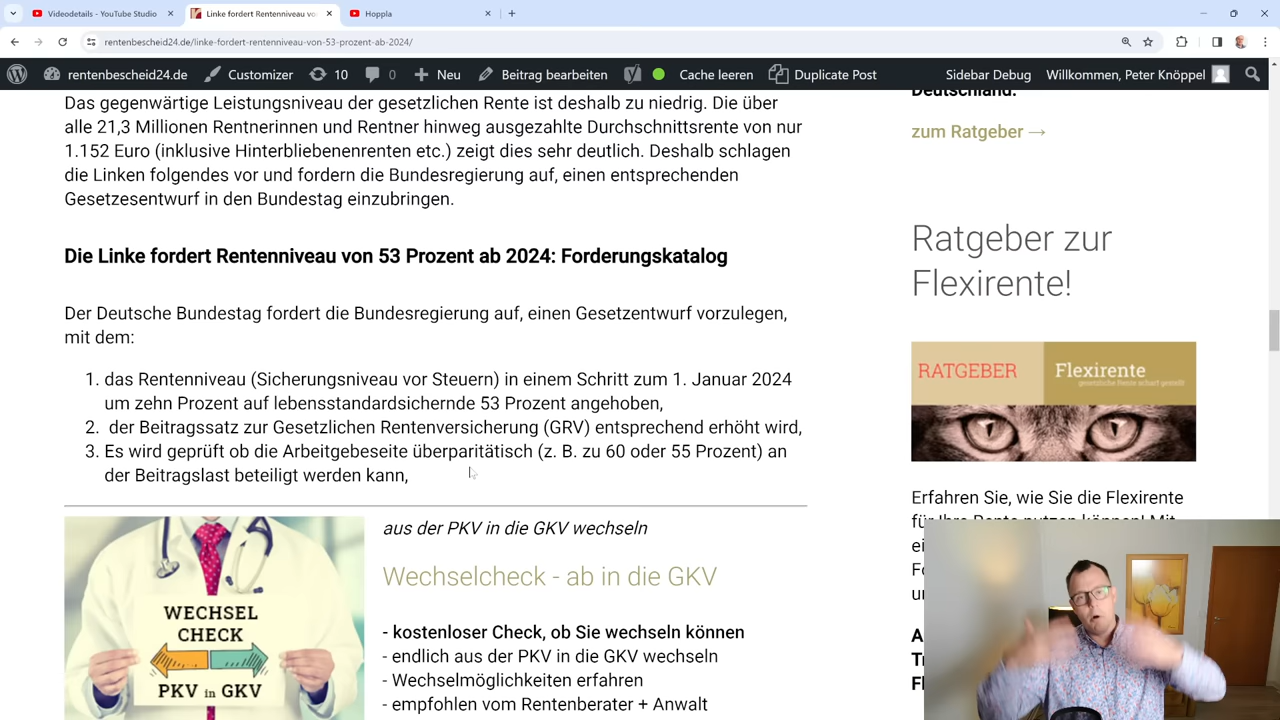 Videodetails - YouTube Studio
Linke fordert Rentenniveau vo
Hoppla
rentenbescheid24.de/linke-fordert-rentenniveau-von-53-prozent-ab-2024/
rentenbescheid24.de Customizer 10 0 Neu Beitrag bearbeiten Cache leeren Duplicate Post Sidebar Debug Willkommen, Peter Knöppel
Das gegenwärtige Leistungsniveau der gesetzlichen Rente ist deshalb zu niedrig. Die über
alle 21,3 Millionen Rentnerinnen und Rentner hinweg ausgezahlte Durchschnittsrente von nur
1.152 Euro (inklusive Hinterbliebenenrenten etc.) zeigt dies sehr deutlich. Deshalb schlagen
die Linken folgendes vor und fordern die Bundesregierung auf, einen entsprechenden
Gesetzesentwurf in den Bundestag einzubringen.
Die Linke fordert Rentenniveau von 53 Prozent ab 2024: Forderungskatalog
Der Deutsche Bundestag fordert die Bundesregierung auf, einen Gesetzentwurf vorzulegen,
mit dem:
1. das Rentenniveau (Sicherungsniveau vor Steuern) in einem Schritt zum 1. Januar 2024
um zehn Prozent auf lebensstandardsichernde 53 Prozent angehoben,
2. der Beitragssatz zur Gesetzlichen Rentenversicherung (GRV) entsprechend erhöht wird,
3. Es wird geprüft ob die Arbeitgebeseite überparitätisch (z. B. zu 60 oder 55 Prozent) an
der Beitragslast beteiligt werden kann,
WECHSEL
CHECK
PKV in GKV
aus der PKV in die GKV wechseln
Wechselcheck - ab in die GKV
- kostenloser Check, ob Sie wechseln können
- endlich aus der PKV in die GKV wechseln
- Wechselmöglichkeiten erfahren
- empfohlen vom Rentenberater + Anwalt
Deutschland:
zum Ratgeber →
Ratgeber zur
Flexirente!
RATGEBER Flexirente
gesetzliche Rente scharf gestellt
Erfahren Sie, wie Sie die Flexirente
für Ihre Rente nutzen können! Mit